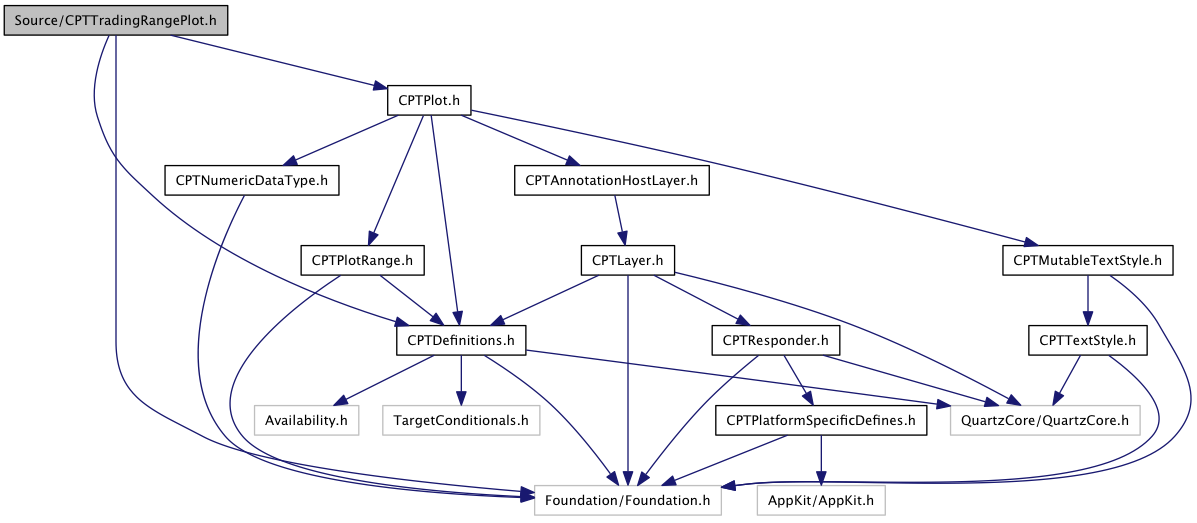 Source/CPTTradingRangePlot.h
CPTPlot.h
CPTNumericDataType.h
CPTAnnotationHostLayer.h
CPTPlotRange.h
CPTLayer.h
CPTMutableTextStyle.h
CPTDefinitions.h
CPTResponder.h
CPTTextStyle.h
Availability.h
TargetConditionals.h
CPTPlatformSpecificDefines.h
QuartzCore/QuartzCore.h
Foundation/Foundation.h
AppKit/AppKit.h